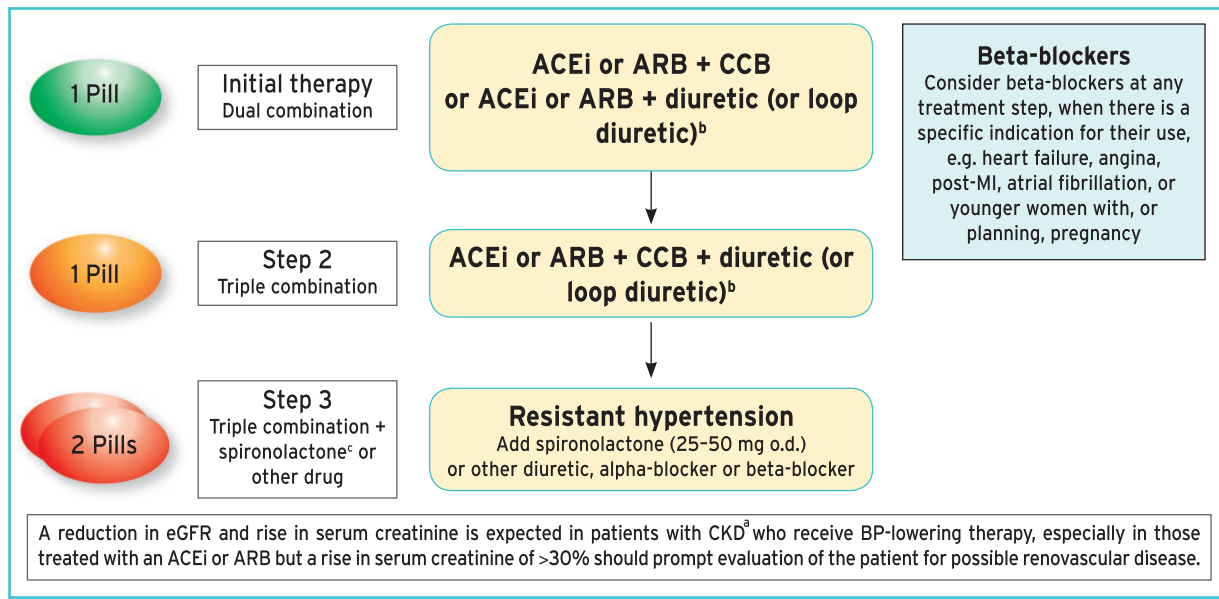 1 Pill
Initial therapy
Dual combination
ACEi or ARB + CCB
or ACEi or ARB + diuretic (or loop
diuretic)ᵇ
Beta-blockers
Consider beta-blockers at any
treatment step, when there is a
specific indication for their use,
e.g. heart failure, angina,
post-MI, atrial fibrillation, or
younger women with, or
planning, pregnancy
1 Pill
Step 2
Triple combination
ACEi or ARB + CCB + diuretic (or
loop diuretic)ᵇ
2 Pills
Step 3
Triple combination +
spironolactoneᶜ or
other drug
Resistant hypertension
Add spironolactone (25–50 mg o.d.)
or other diuretic, alpha-blocker or beta-blocker
A reduction in eGFR and rise in serum creatinine is expected in patients with CKDᵃ who receive BP-lowering therapy, especially in those
treated with an ACEi or ARB but a rise in serum creatinine of >30% should prompt evaluation of the patient for possible renovascular disease.